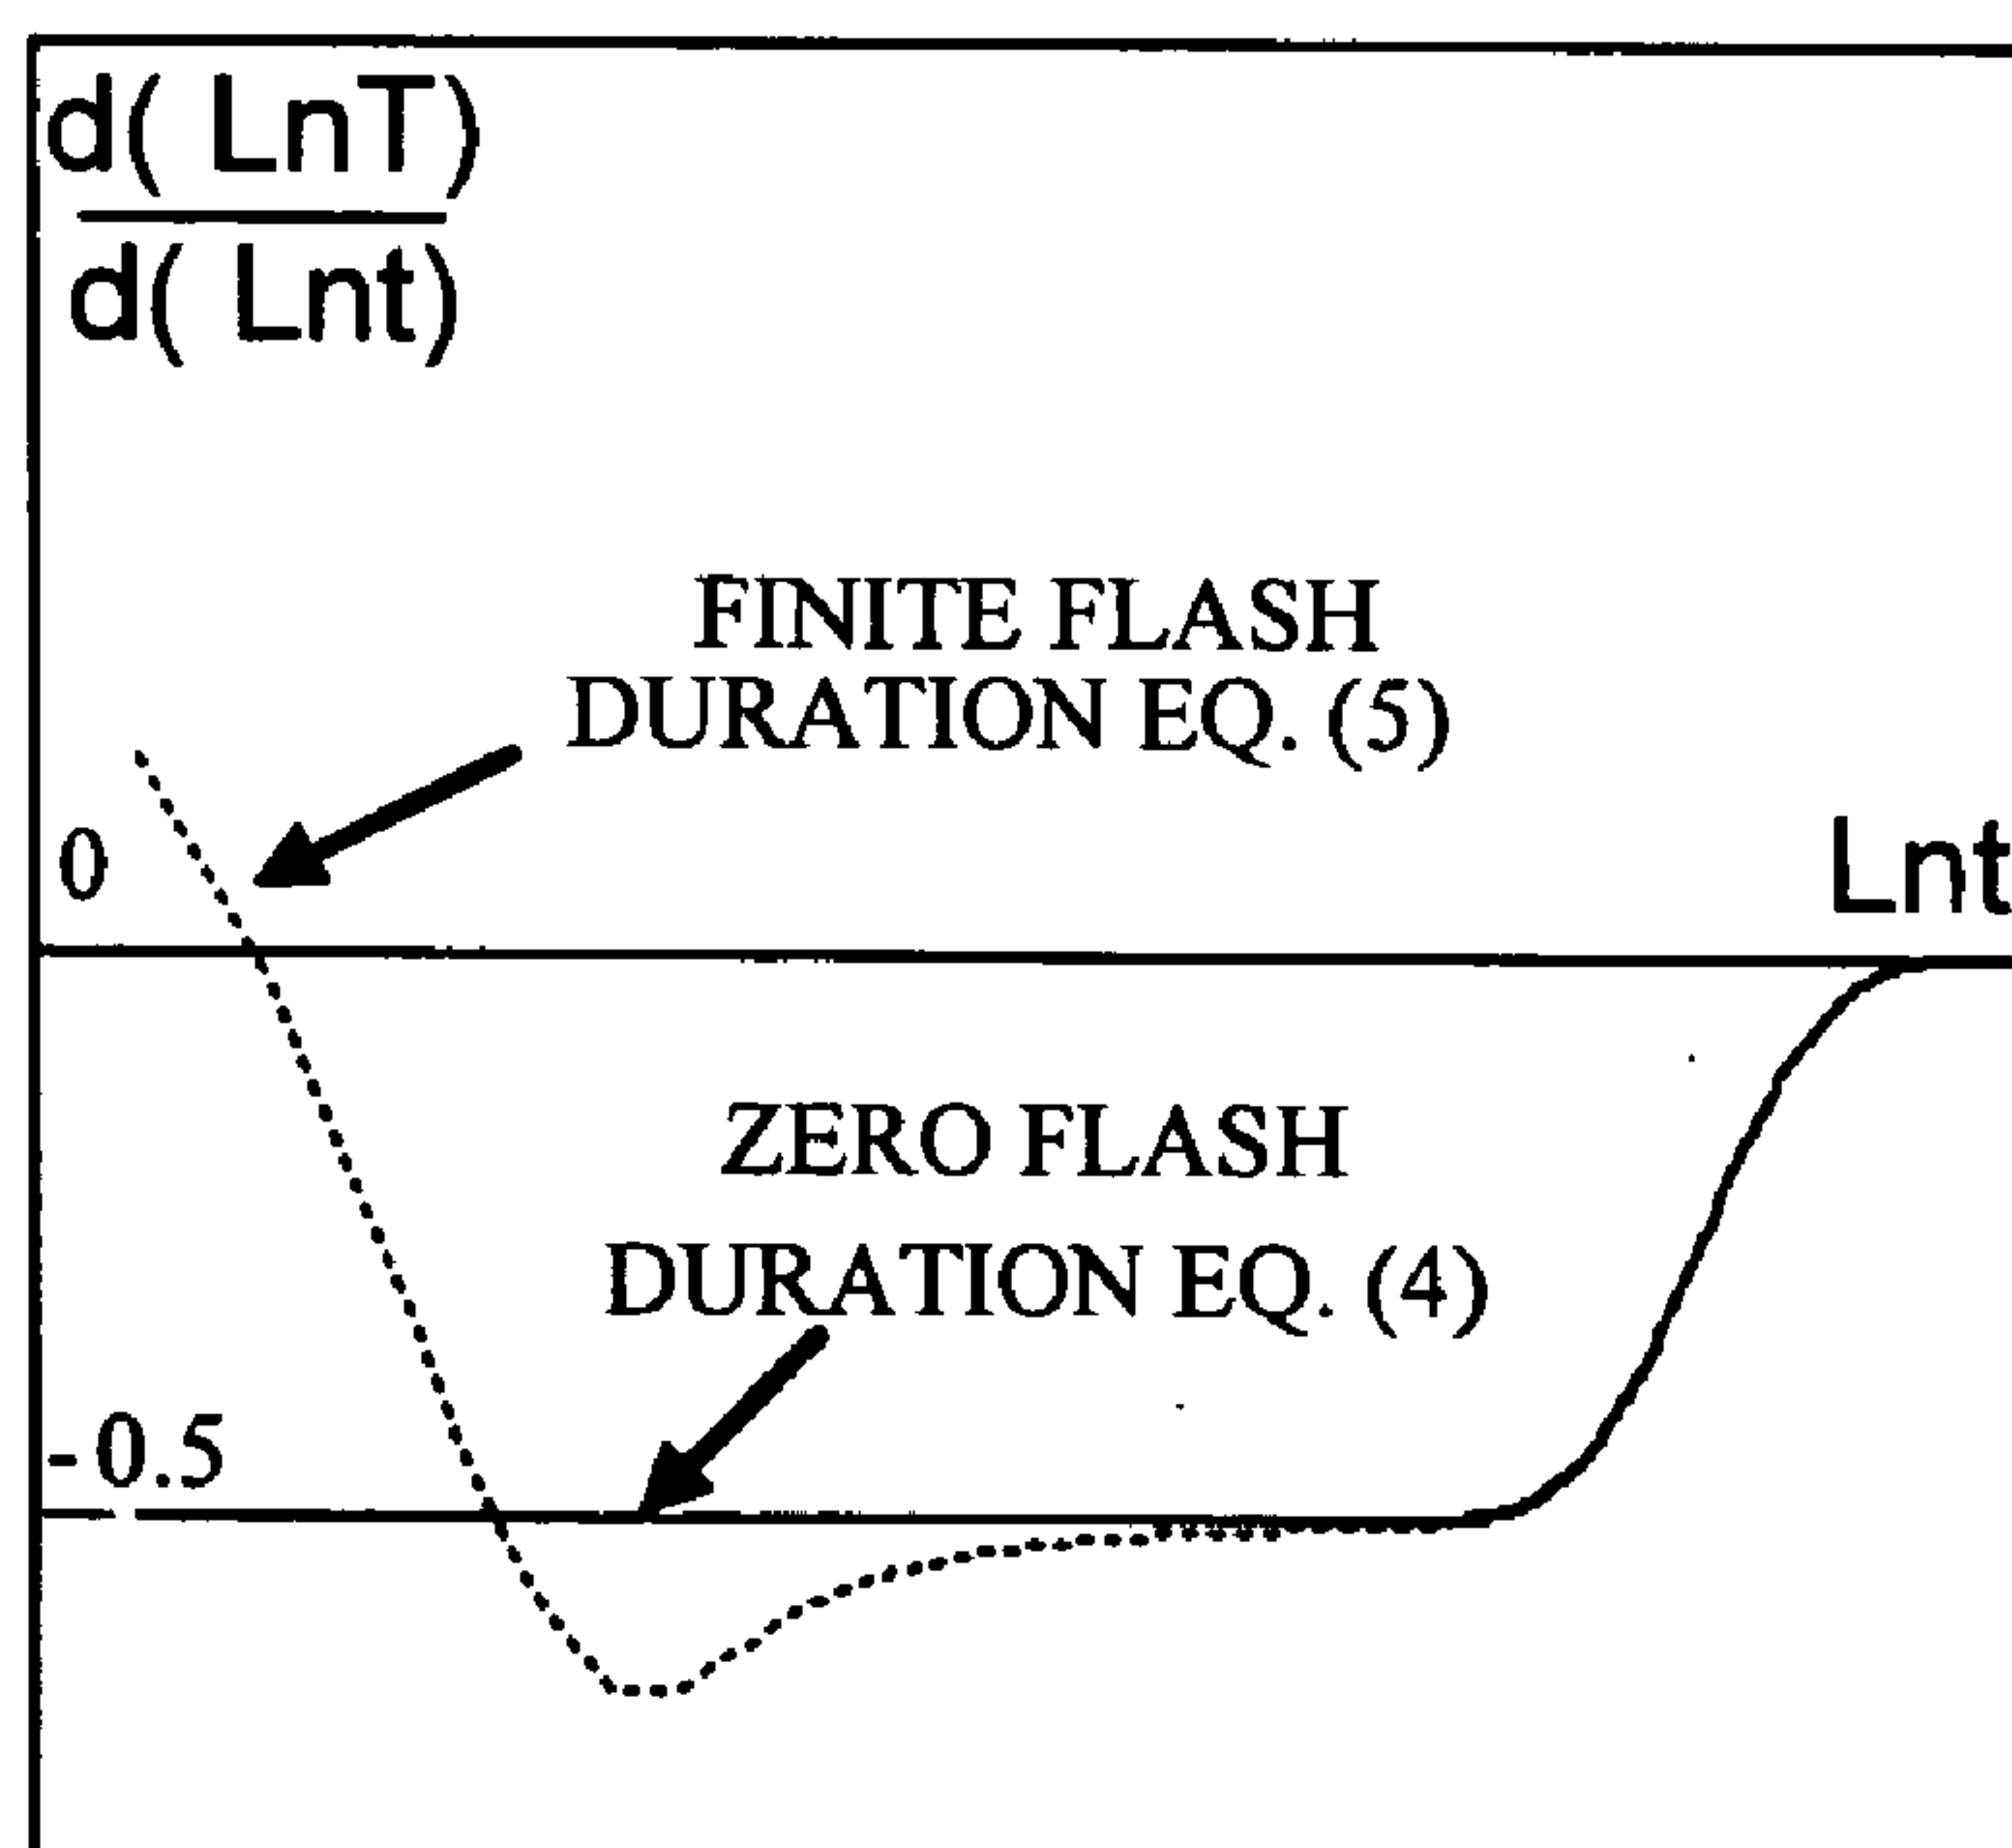 d( LnT)
d( Lnt)
FINITE FLASH
DURATION EQ. (5)
0
Lnt
ZERO FLASH
DURATION EQ. (4)
-0.5